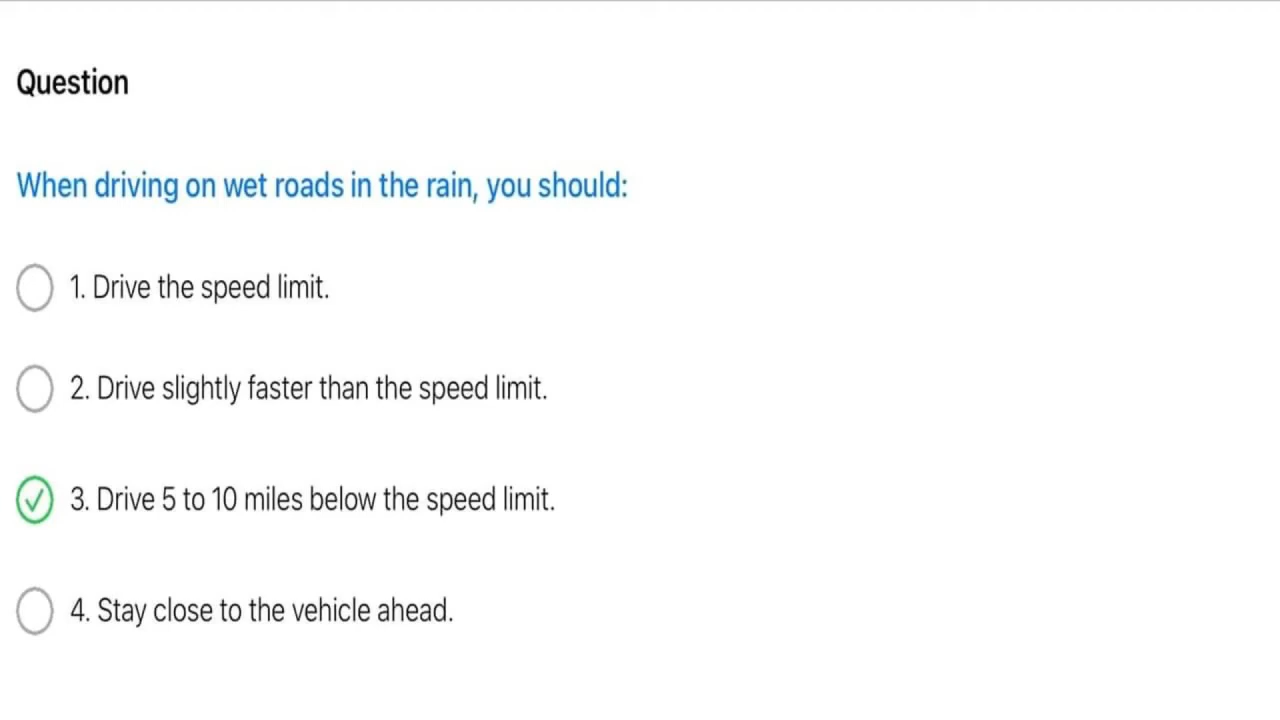 Question
When driving on wet roads in the rain, you should:
1. Drive the speed limit.
2. Drive slightly faster than the speed limit.
3. Drive 5 to 10 miles below the speed limit.
4. Stay close to the vehicle ahead.